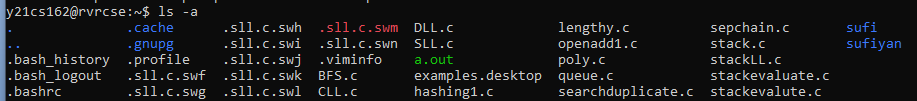 y21cs162@rvrcse:~$ ls -a
. .cache .sll.c.swh .sll.c.swm DLL.c lengthy.c sepchain.c sufi
.. .gnupg .sll.c.swi .sll.c.swn SLL.c openadd1.c stack.c sufiyan
.bash_history .profile .sll.c.swj .viminfo a.out poly.c stackLL.c
.bash_logout .sll.c.swf .sll.c.swk BFS.c examples.desktop queue.c stackevaluate.c
.bashrc .sll.c.swg .sll.c.swl CLL.c hashing1.c searchduplicate.c stackevalute.c